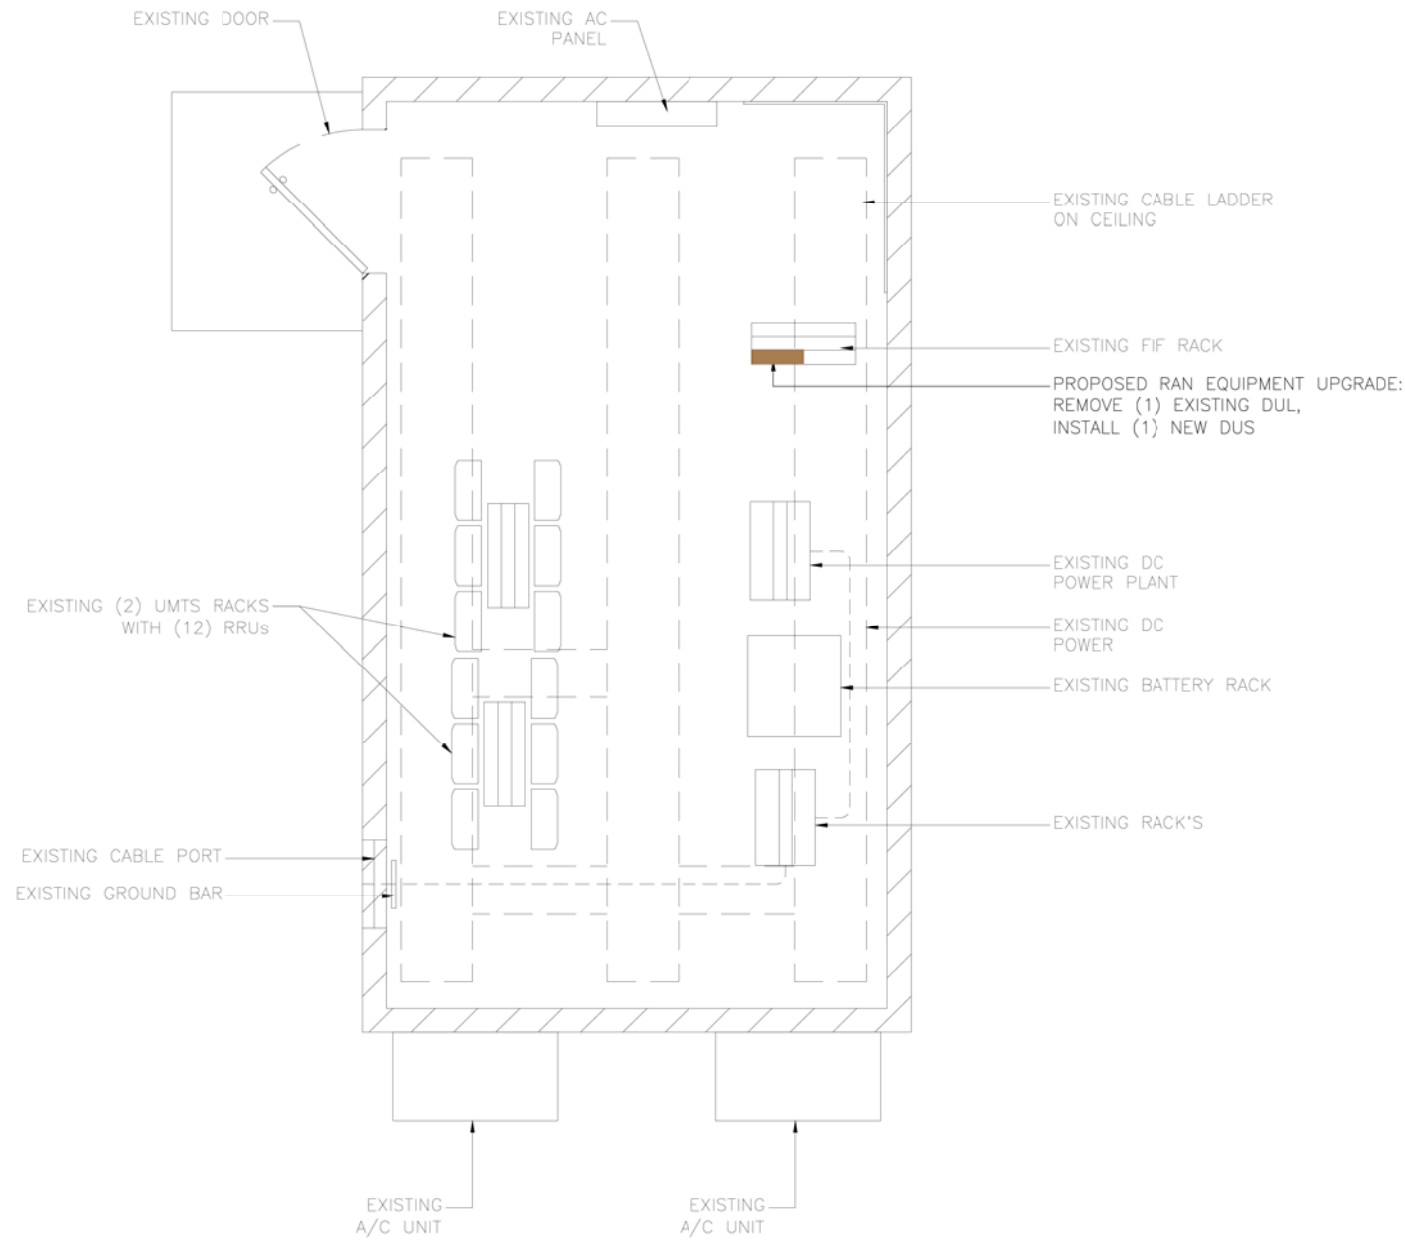 EXISTING DOOR
EXISTING AC
PANEL
EXISTING CABLE LADDER
ON CEILING
EXISTING FIF RACK
PROPOSED RAN EQUIPMENT UPGRADE:
REMOVE (1) EXISTING DUL,
INSTALL (1) NEW DUS
EXISTING DC
POWER PLANT
EXISTING (2) UMTS RACKS
WITH (12) RRUs
EXISTING DC
POWER
EXISTING BATTERY RACK
EXISTING RACK'S
EXISTING CABLE PORT
EXISTING GROUND BAR
EXISTING
A/C UNIT
EXISTING
A/C UNIT